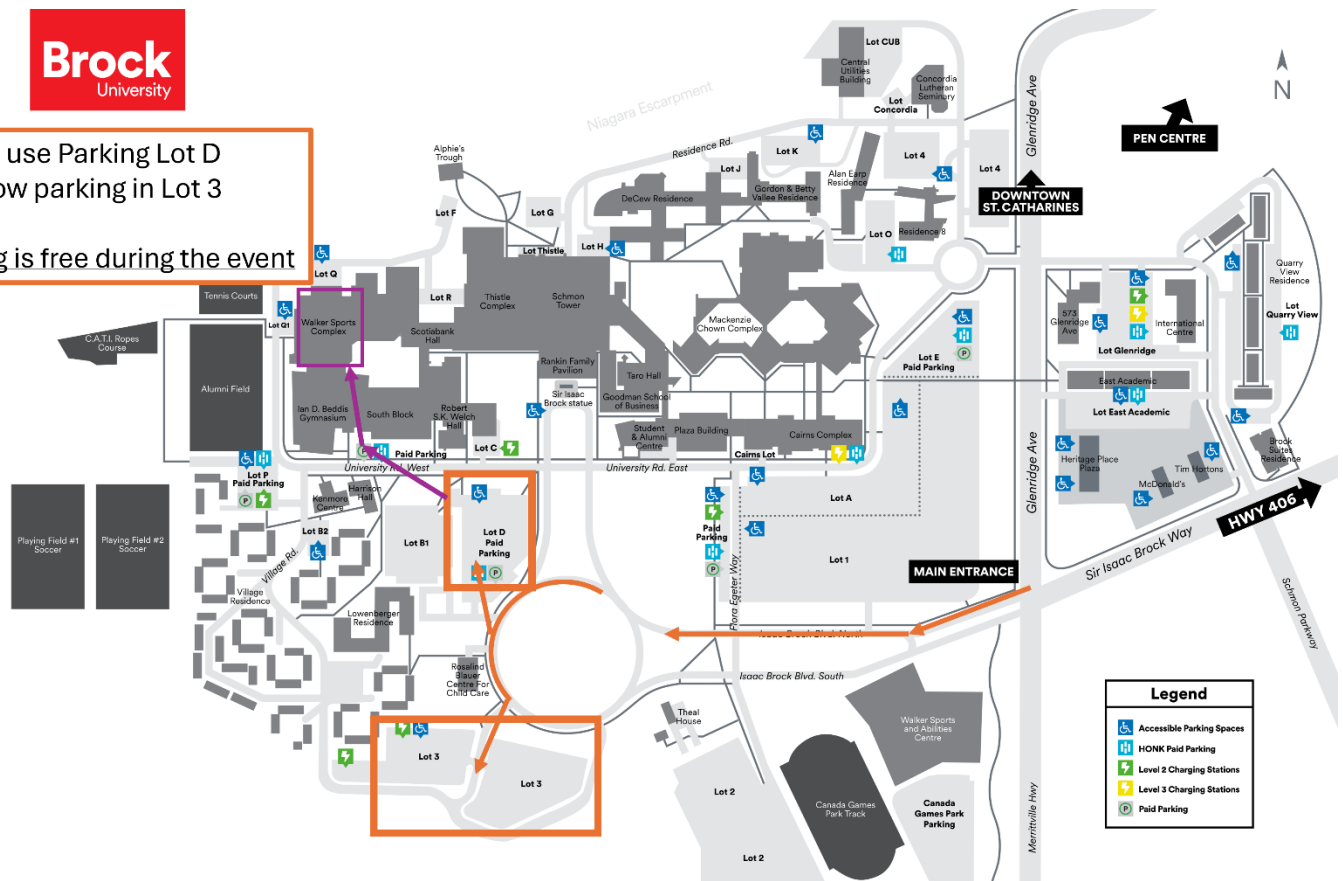 Brock
University
use Parking Lot D
parking in Lot 3
is free during the event
Niagara Escarpment
N
PEN CENTRE
DOWNTOWN
ST. CATHARINES
HWY 406
MAIN ENTRANCE
Lot CUB
Central
Utilities
Building
Concordia
Lutheran
Seminary
Lot
Concordia
Glenridge Ave
Residence Rd.
Lot K
Lot J
Lot 4
Lot 4
Alphie's
Trough
DeCew Residence
Gordon & Betty
Vallee Residence
Alan Earp
Residence
Lot F
Lot G
Lot Thistle
Lot H
Lot O
Residence 8
Lot Q
Lot R
Thistle
Complex
Schmon
Tower
Tennis Courts
Lot Q1
Walker Sports
Complex
Scotiabank
Hall
Mackenzie
Chown Complex
C.A.T.I. Ropes
Course
Alumni Field
Rankin Family
Pavilion
Taro Hall
Sir Isaac
Brock statue
Goodman School
of Business
Ian D. Beddis
Gymnasium
South Block
Robert
S.K. Welch
Hall
Student
& Alumni
Centre
Plaza Building
Cairns Complex
Lot E
Paid Parking
P
573
Glenridge
Ave
International
Centre
Lot Glenridge
Quarry
View
Residence
Lot
Quarry View
East Academic
Lot East Academic
Heritage Place
Plaza
Tim Hortons
McDonald's
Brock
Suites
Residence
Paid Parking
Lot C
Cairns Lot
University Rd. West
University Rd. East
Lot P
Paid Parking
P
Kenmore
Centre
Harrison
Hall
Lot B2
Lot B1
Lot D
Paid
Parking
P
Paid
Parking
P
Lot A
Lot 1
Flora Egeter Way
Glenridge Ave
Sir Isaac Brock Way
Schmon Parkway
Playing Field #1
Soccer
Playing Field #2
Soccer
Village Rd.
Village
Residence
Lowenberger
Residence
Rosalind
Blauer
Centre For
Child Care
Isaac Brock Blvd. North
Isaac Brock Blvd. South
Theal
House
Walker Sports
and Abilities
Centre
Lot 3
Lot 3
Lot 2
Lot 2
Canada Games
Park Track
Canada
Games Park
Parking
Merrittville Hwy
Legend
Accessible Parking Spaces
HONK Paid Parking
Level 2 Charging Stations
Level 3 Charging Stations
P
Paid Parking